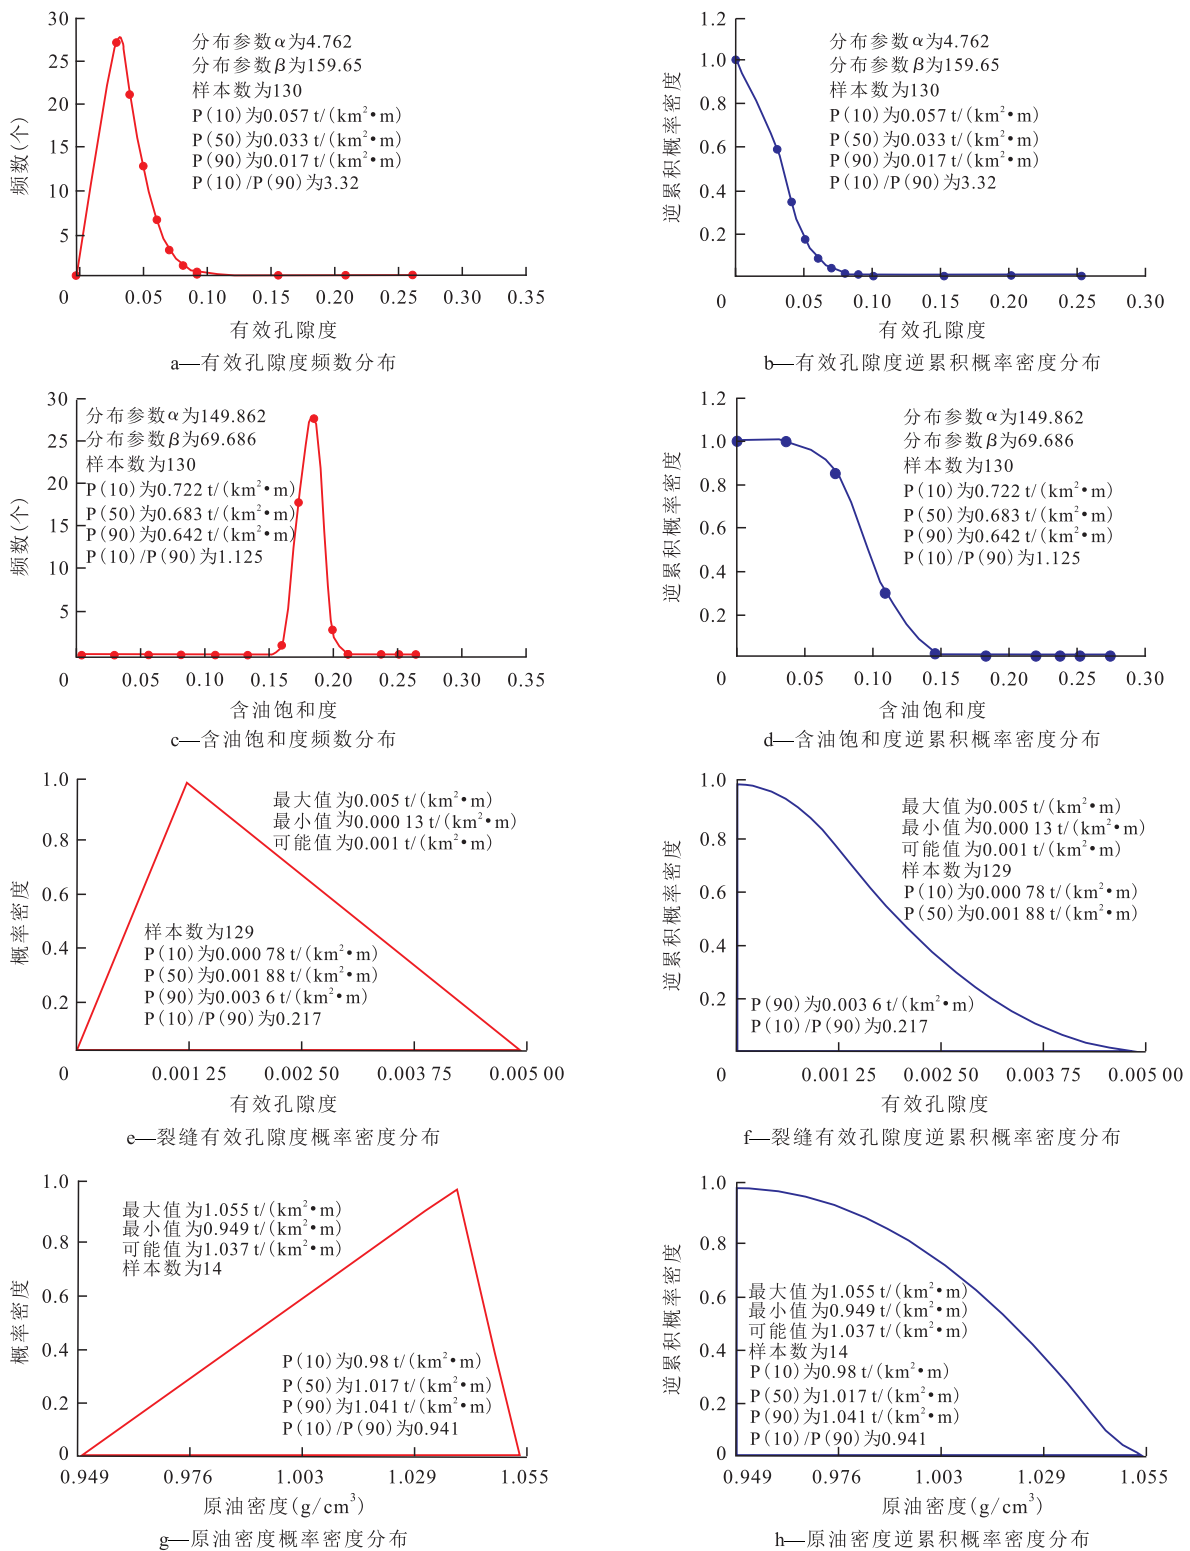 30
25
20
15
30
5
0
0.05
0.10
0.15
0.20
0.25
0.30
0.35
频数(个)
分布参数α为4.762
分布参数β为159.65
样本数为130
P(10)为0.057 t/(km²•m)
P(50)为0.033 t/(km²•m)
P(90)为0.017 t/(km²•m)
P(10)/P(90)为3.32
有效孔隙度
a—有效孔隙度频数分布
1.2
1.0
0.8
0.6
0.4
0.2
0
0.05
0.10
0.15
0.20
0.25
0.30
逆累积概率密度
分布参数α为4.762
分布参数β为159.65
样本数为130
P(10)为0.057 t/(km²•m)
P(50)为0.033 t/(km²•m)
P(90)为0.017 t/(km²•m)
P(10)/P(90)为3.32
有效孔隙度
b—有效孔隙度逆累积概率密度分布
30
25
20
15
10
5
0
0.05
0.10
0.15
0.20
0.25
0.30
0.35
频数(个)
分布参数α为149.862
分布参数β为69.686
样本数为130
P(10)为0.722 t/(km²•m)
P(50)为0.683 t/(km²•m)
P(90)为0.642 t/(km²•m)
P(10)/P(90)为1.125
含油饱和度
c—含油饱和度频数分布
1.2
1.0
0.8
0.6
0.4
0.2
0
0.05
0.10
0.15
0.20
0.25
0.30
逆累积概率密度
分布参数α为149.862
分布参数β为69.686
样本数为130
P(10)为0.722 t/(km²•m)
P(50)为0.683 t/(km²•m)
P(90)为0.642 t/(km²•m)
P(10)/P(90)为1.125
含油饱和度
d—含油饱和度逆累积概率密度分布
1.0
0.8
0.6
0.4
0.2
0
0.001 25
0.002 50
0.003 75
0.005 00
概率密度
最大值为0.005 t/(km²•m)
最小值为0.000 13 t/(km²•m)
可能值为0.001 t/(km²•m)
样本数为129
P(10)为0.000 78 t/(km²•m)
P(50)为0.001 88 t/(km²•m)
P(90)为0.003 6 t/(km²•m)
P(10)/P(90)为0.217
有效孔隙度
e—裂缝有效孔隙度概率密度分布
1.0
0.8
0.6
0.4
0.2
0
0.001 25
0.002 50
0.003 75
0.005 00
逆累积概率密度
最大值为0.005 t/(km²•m)
最小值为0.000 13 t/(km²•m)
可能值为0.001 t/(km²•m)
样本数为129
P(10)为0.000 78 t/(km²•m)
P(50)为0.001 88 t/(km²•m)
P(90)为0.003 6 t/(km²•m)
P(10)/P(90)为0.217
有效孔隙度
f—裂缝有效孔隙度逆累积概率密度分布
1.0
0.8
0.6
0.4
0.2
0
0.949
0.976
1.003
1.029
1.055
概率密度
最大值为1.055 t/(km²•m)
最小值为0.949 t/(km²•m)
可能值为1.037 t/(km²•m)
样本数为14
P(10)为0.98 t/(km²•m)
P(50)为1.017 t/(km²•m)
P(90)为1.041 t/(km²•m)
P(10)/P(90)为0.941
原油密度(g/cm³)
g—原油密度概率密度分布
1.0
0.8
0.6
0.4
0.2
0
0.949
0.976
1.003
1.029
1.055
逆累积概率密度
最大值为1.055 t/(km²•m)
最小值为0.949 t/(km²•m)
可能值为1.037 t/(km²•m)
样本数为14
P(10)为0.98 t/(km²•m)
P(50)为1.017 t/(km²•m)
P(90)为1.041 t/(km²•m)
P(10)/P(90)为0.941
原油密度(g/cm³)
h—原油密度逆累积概率密度分布